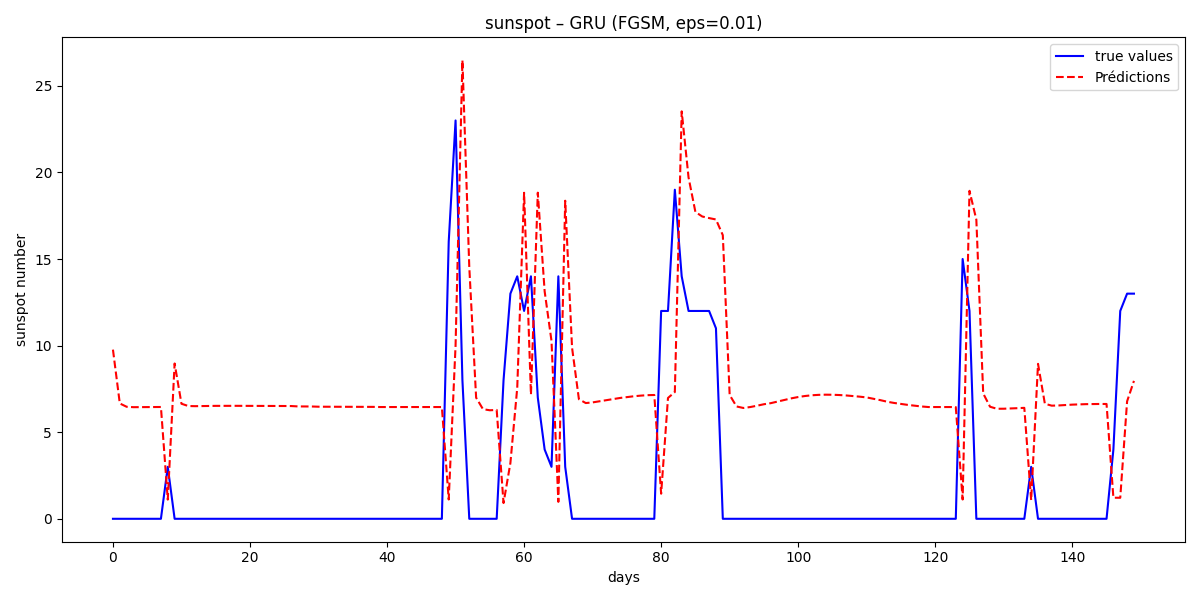 sunspot – GRU (FGSM, eps=0.01)
true values
Prédictions
sunspot number
25
20
15
10
5
0
0 20 40 60 80 100 120 140
days